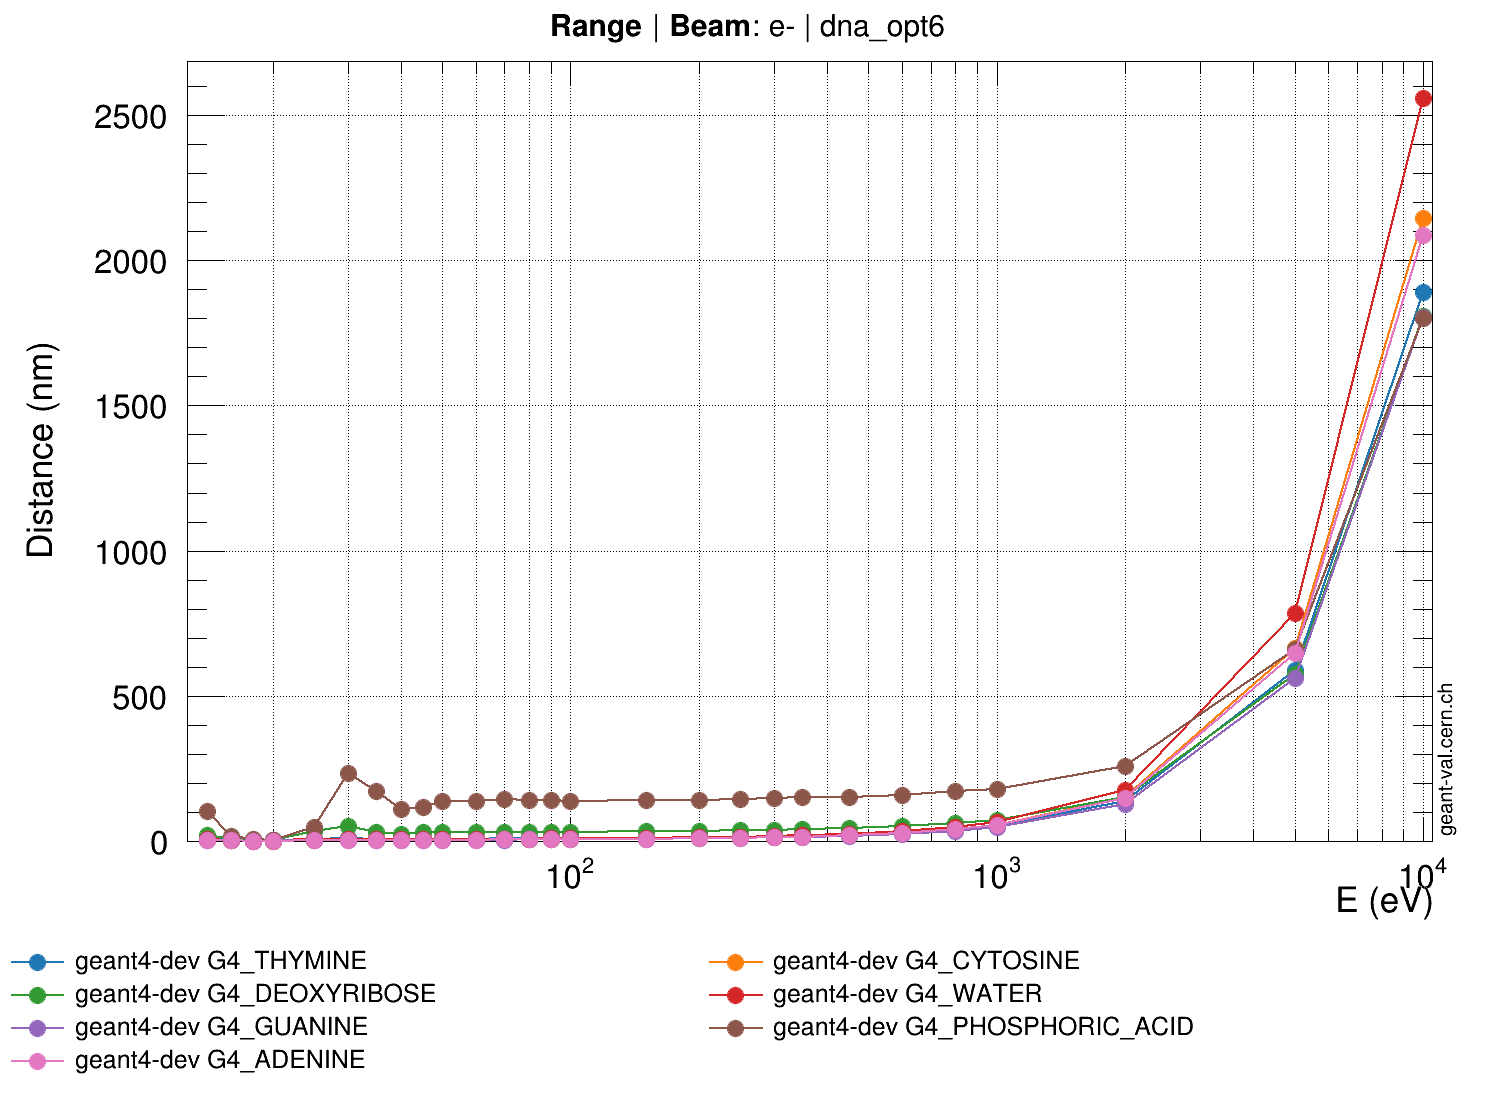 Range | Beam: e- | dna_opt6
2500
2000
1500
1000
500
0
Distance (nm)
10²
10³
10⁴
E (eV)
geant-val.cern.ch
geant4-dev G4_THYMINE
geant4-dev G4_CYTOSINE
geant4-dev G4_DEOXYRIBOSE
geant4-dev G4_WATER
geant4-dev G4_GUANINE
geant4-dev G4_PHOSPHORIC_ACID
geant4-dev G4_ADENINE